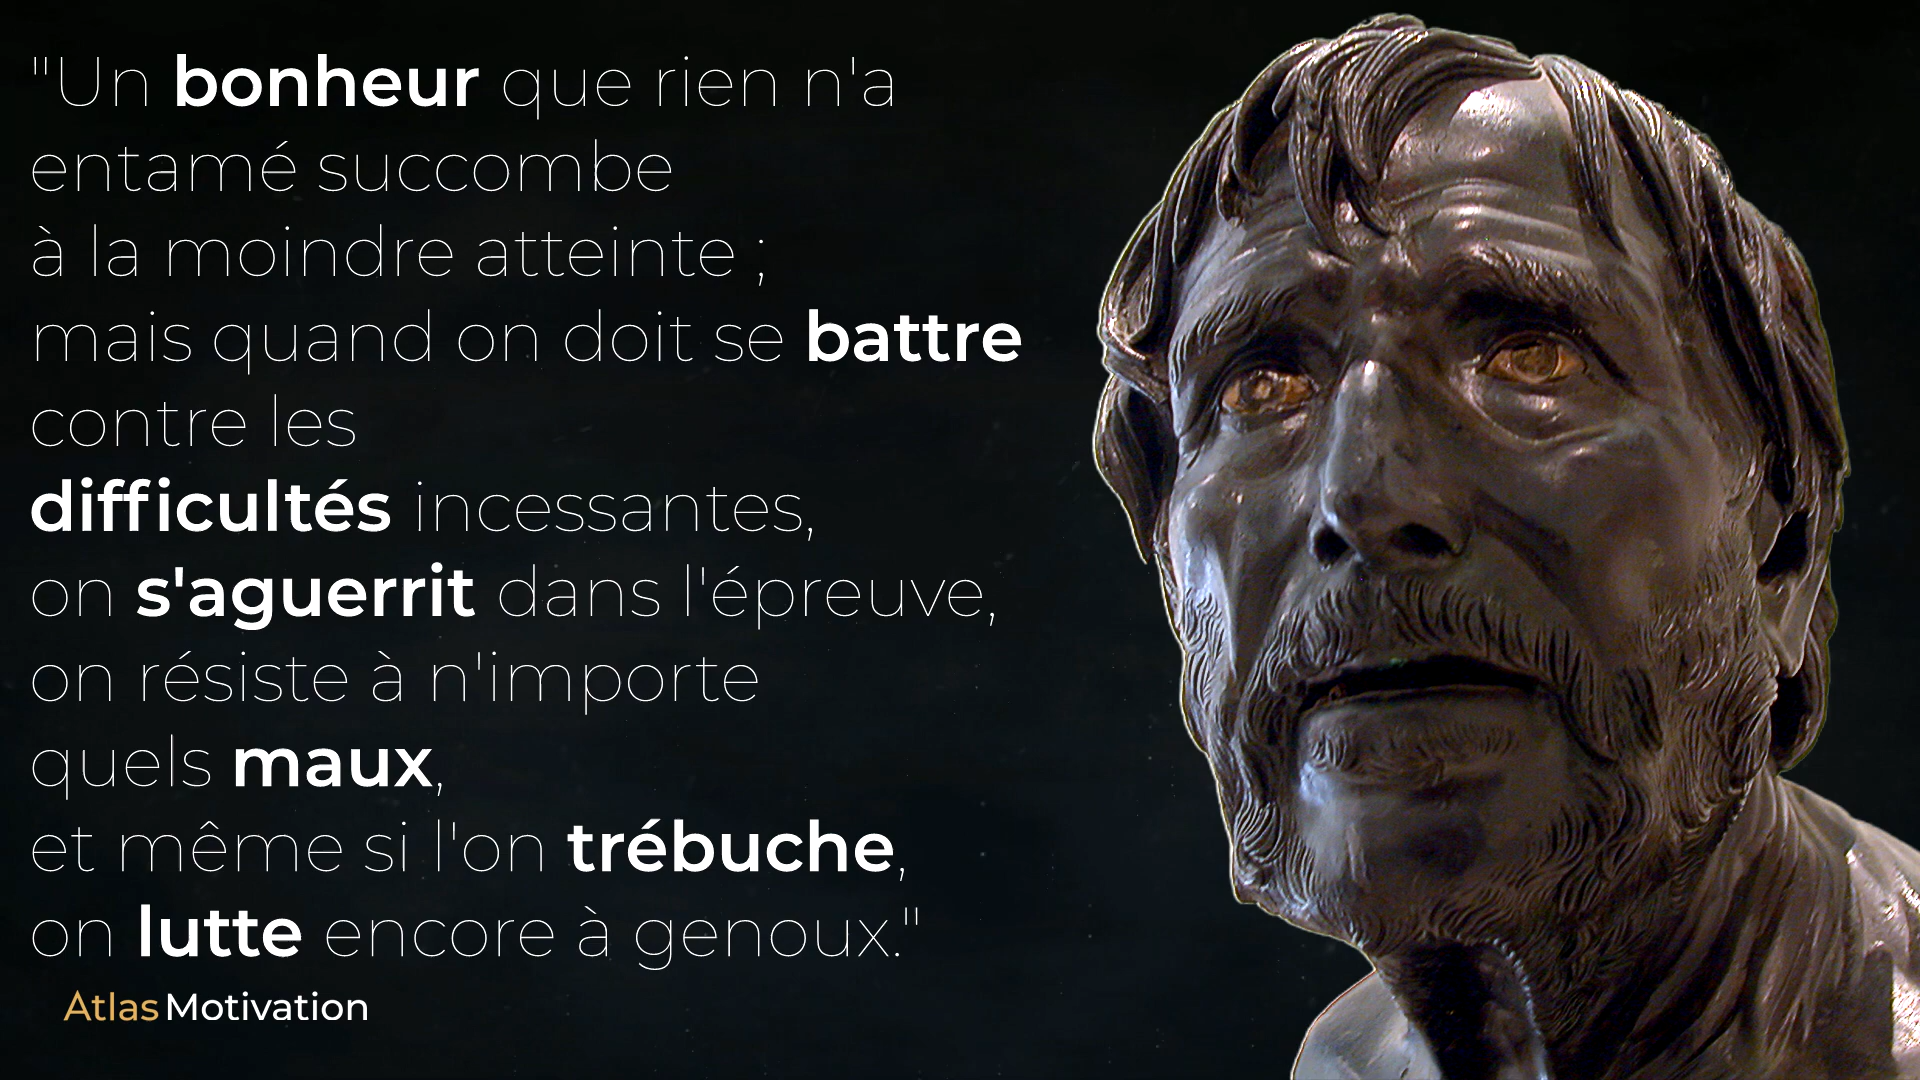 "Un bonheur que rien n'a
entamé succombe
à la moindre atteinte ;
mais quand on doit se battre
contre les
difficultés incessantes,
on s'aguerrit dans l'épreuve,
on résiste à n'importe
quels maux,
et même si l'on trébuche,
on lutte encore à genoux."
Atlas Motivation